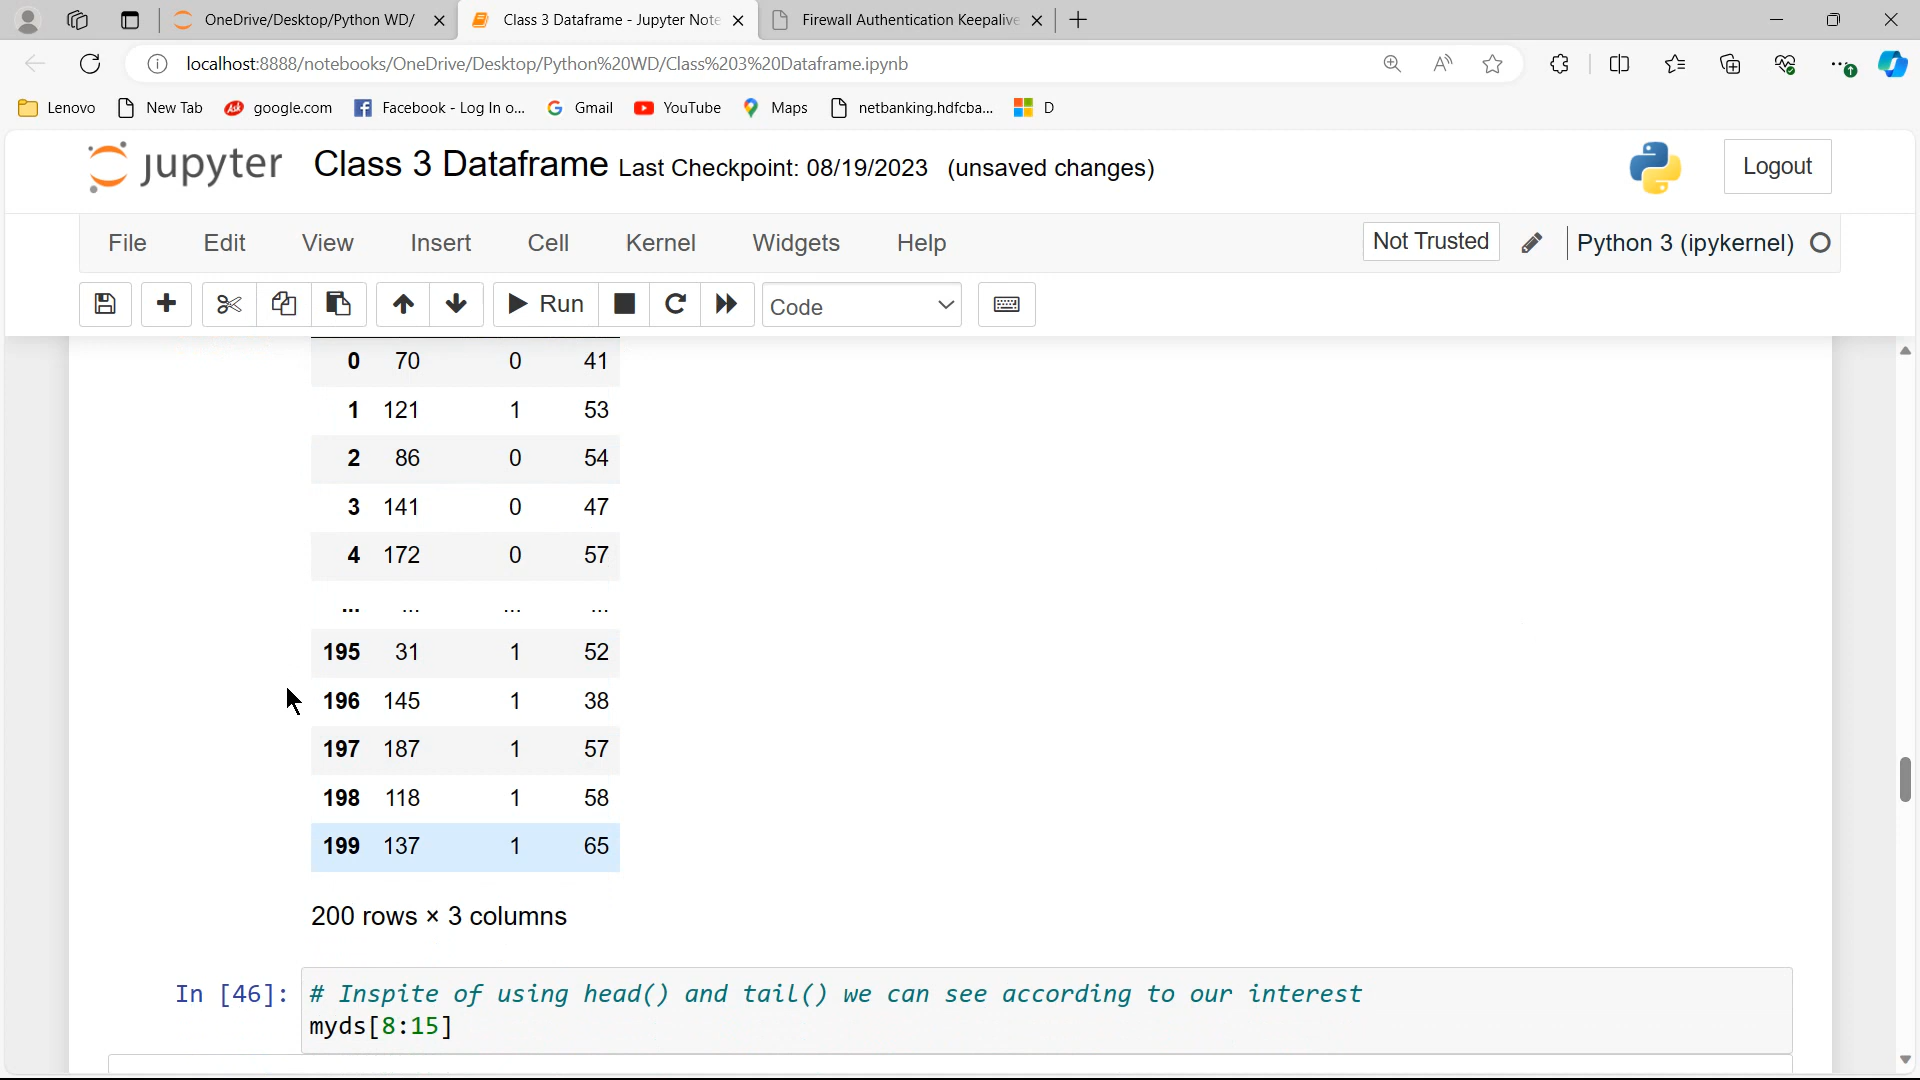 OneDrive/Desktop/Python WD/
Class 3 Dataframe - Jupyter Note
Firewall Authentication Keepalive
localhost:8888/notebooks/OneDrive/Desktop/Python%20WD/Class%203%20Dataframe.ipynb
Lenovo New Tab google.com Facebook - Log In o... Gmail YouTube Maps netbanking.hdfcba... D
jupyter Class 3 Dataframe Last Checkpoint: 08/19/2023 (unsaved changes) Logout
File Edit View Insert Cell Kernel Widgets Help Not Trusted Python 3 (ipykernel)
Run Code
0 70 0 41
1 121 1 53
2 86 0 54
3 141 0 47
4 172 0 57
... ... ... ...
195 31 1 52
196 145 1 38
197 187 1 57
198 118 1 58
199 137 1 65
200 rows × 3 columns
In [46]: # Inspite of using head() and tail() we can see according to our interest
myds[8:15]